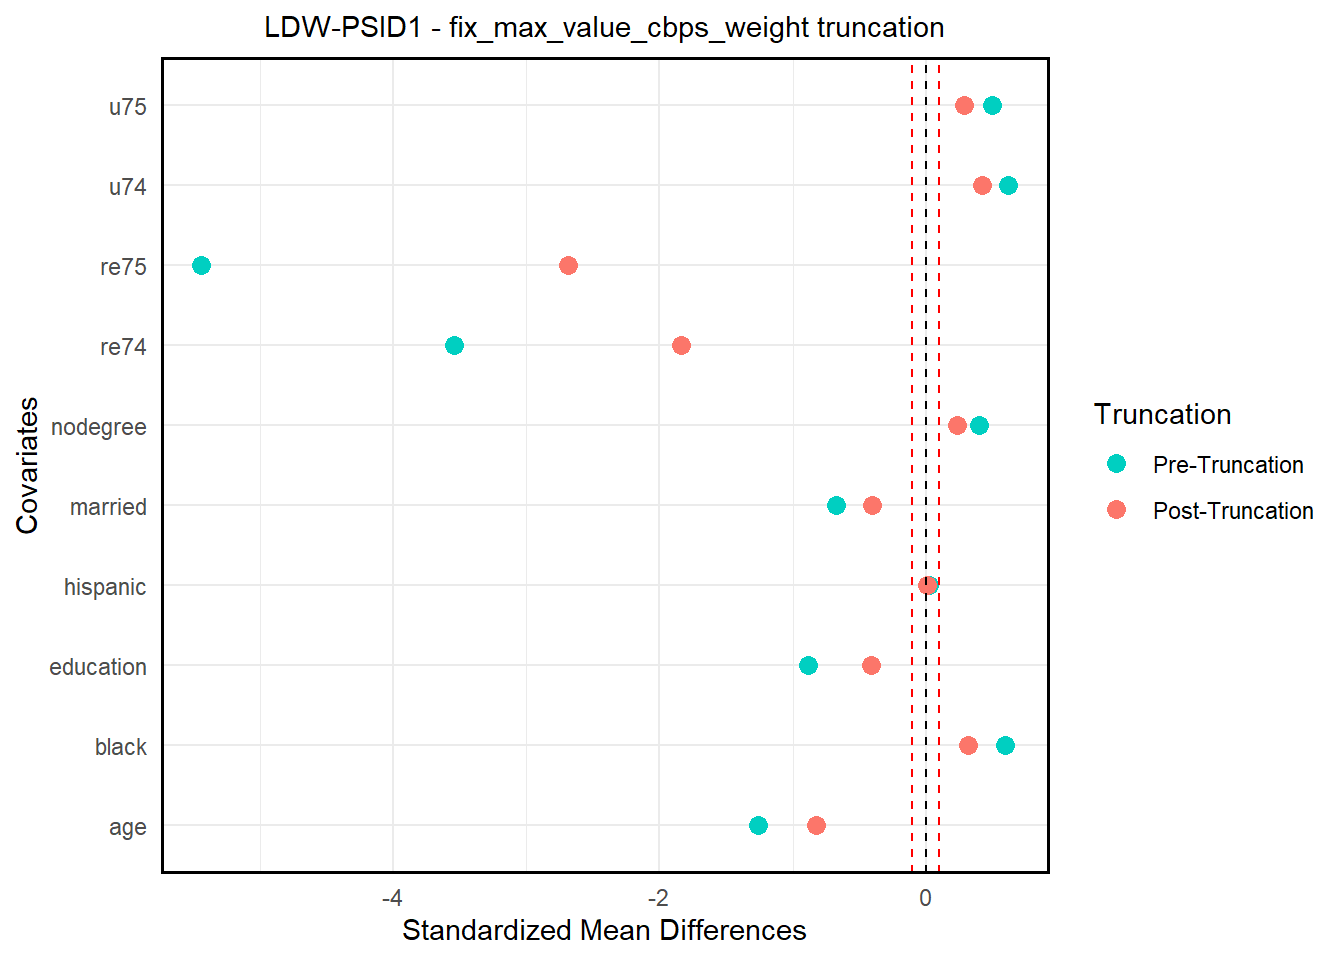 LDW-PSID1 - fix_max_value_cbps_weight truncation
Covariates
u75
u74
re75
re74
nodegree
married
hispanic
education
black
age
-4 -2 0
Standardized Mean Differences
Truncation
Pre-Truncation
Post-Truncation